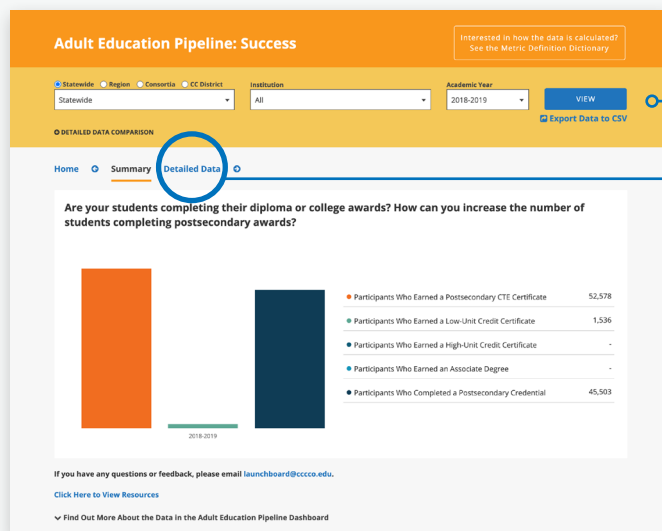 Adult Education Pipeline: Success
Interested in how the data is calculated?
See the Metric Definition Dictionary
Statewide Region Consortia CC District
Statewide
Institution
All
Academic Year
2018-2019
VIEW
Export Data to CSV
DETAILED DATA COMPARISON
Home Summary Detailed Data
Are your students completing their diploma or college awards? How can you increase the number of
students completing postsecondary awards?
Participants Who Earned a Postsecondary CTE Certificate 52,578
Participants Who Earned a Low-Unit Credit Certificate 1,536
Participants Who Earned a High-Unit Credit Certificate -
Participants Who Earned an Associate Degree -
Participants Who Completed a Postsecondary Credential 45,503
2018-2019
If you have any questions or feedback, please email launchboard@cccco.edu.
Click Here to View Resources
Find Out More About the Data in the Adult Education Pipeline Dashboard